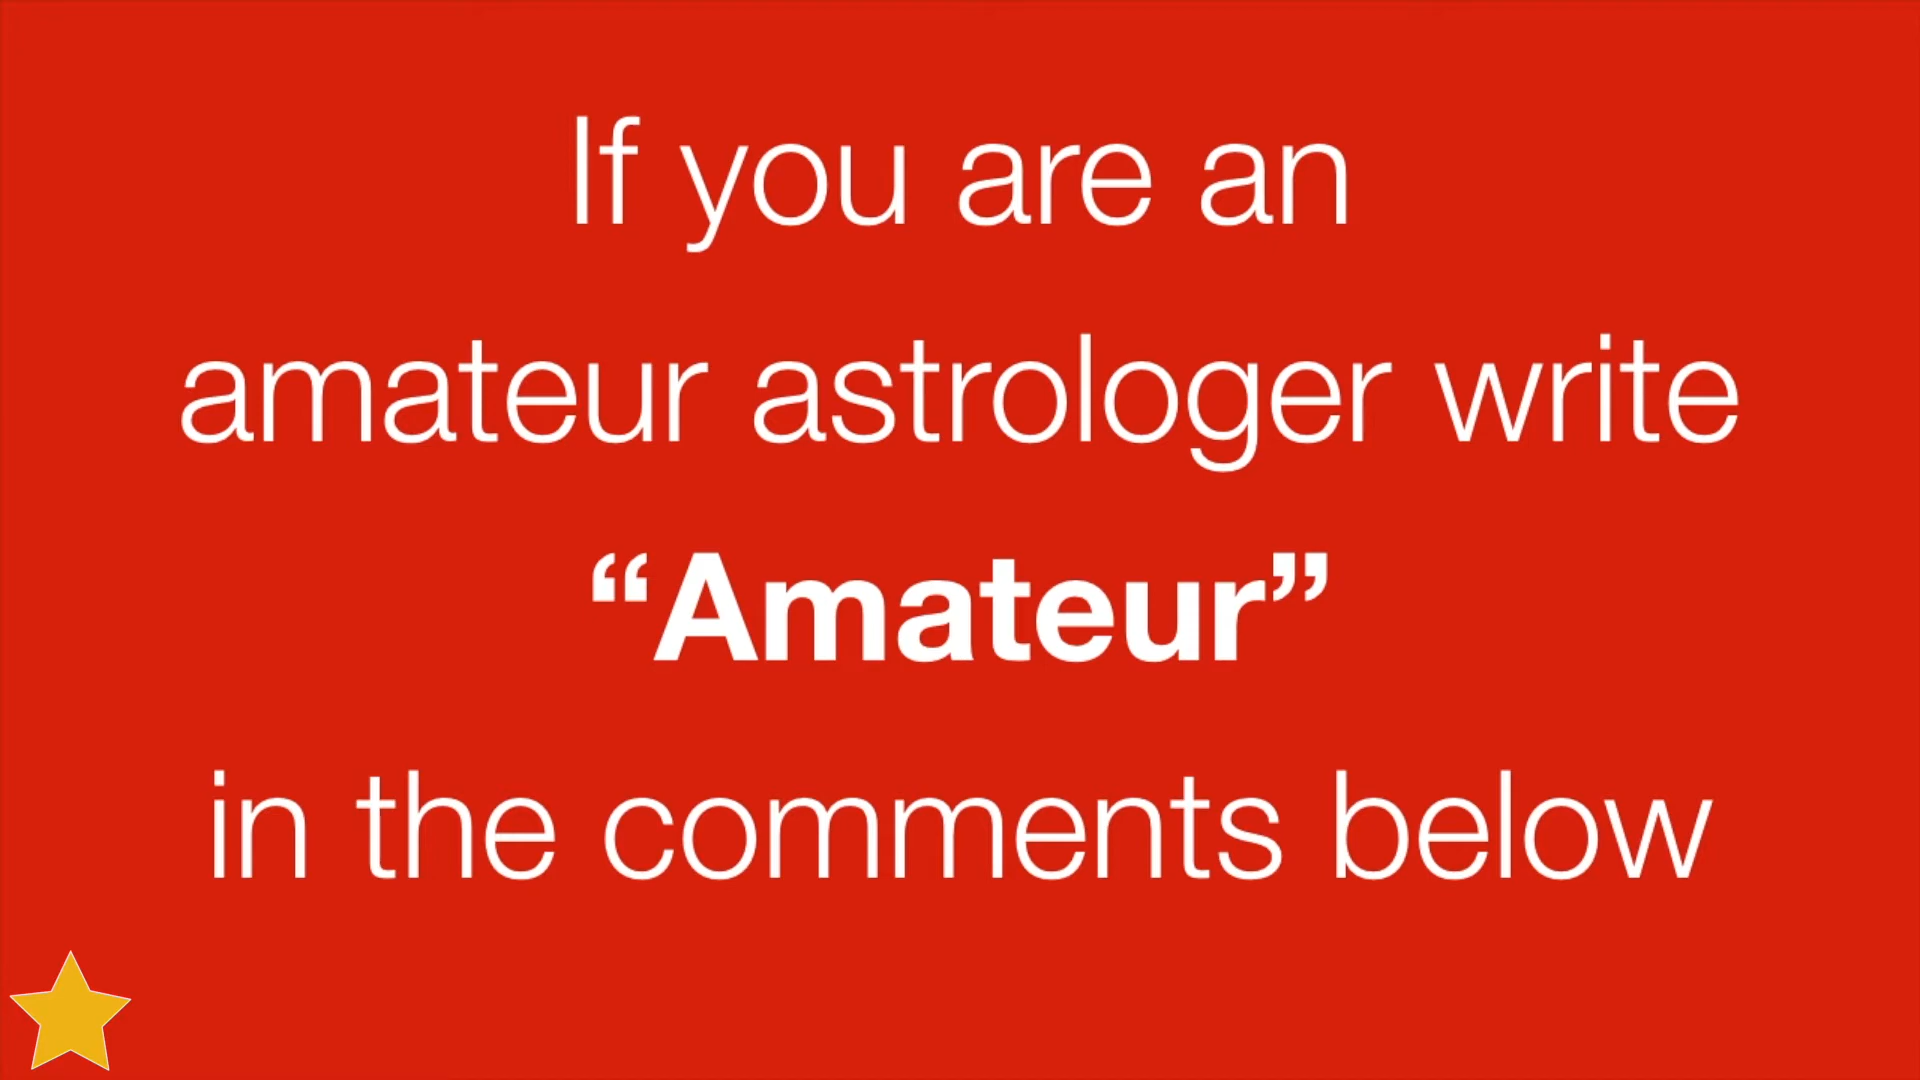 If you are an
amateur astrologer write
“Amateur”
in the comments below